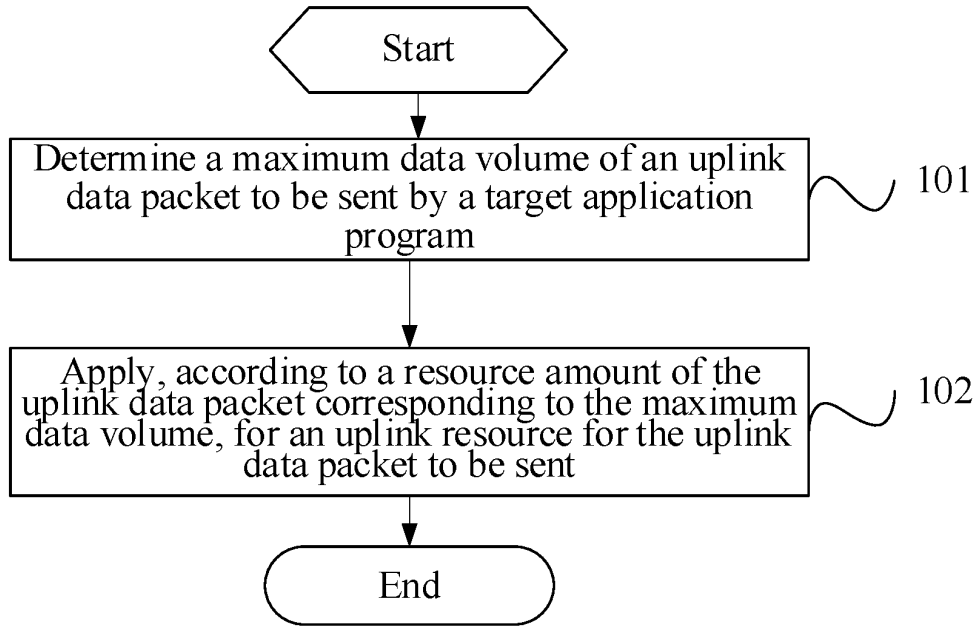 Start
Determine a maximum data volume of an uplink
data packet to be sent by a target application
program
101
Apply, according to a resource amount of the
uplink data packet corresponding to the maximum
data volume, for an uplink resource for the uplink
data packet to be sent
102
End